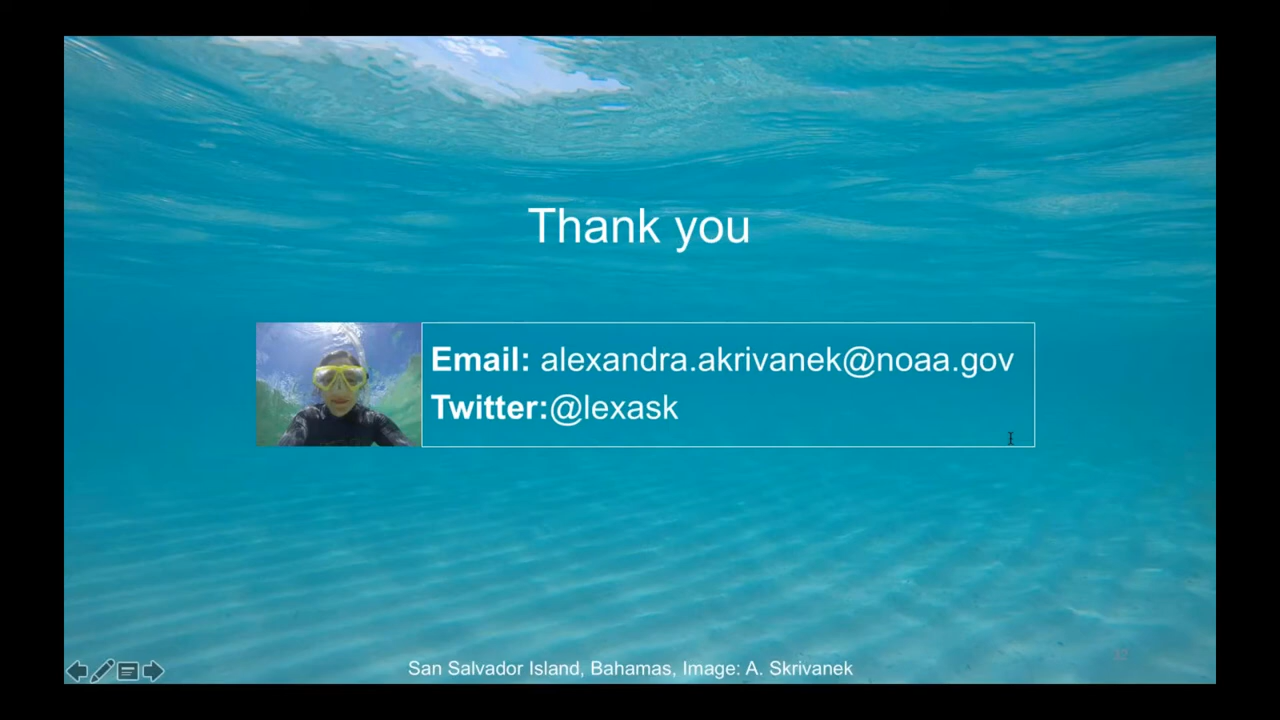 Thank you
Email: alexandra.akrivanek@noaa.gov
Twitter:@lexask
San Salvador Island, Bahamas, Image: A. Skrivanek